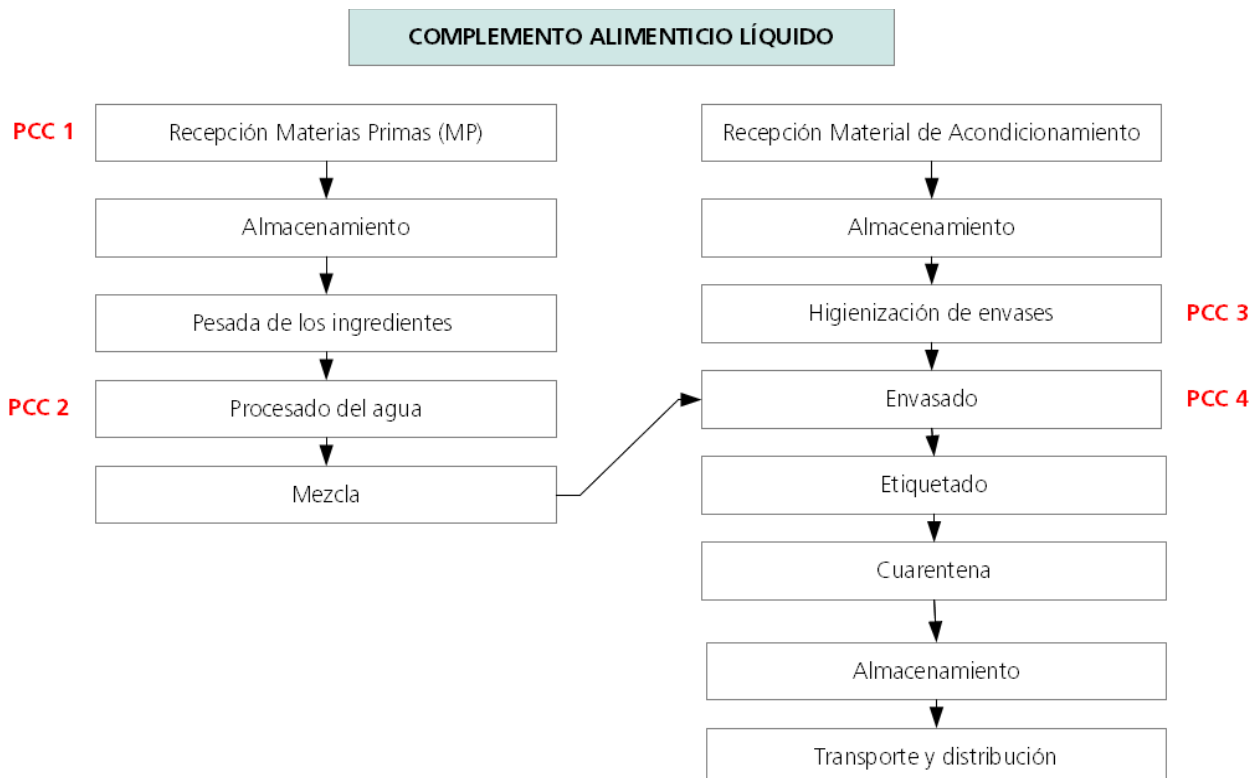 COMPLEMENTO ALIMENTICIO LÍQUIDO
PCC 1
Recepción Materias Primas (MP)
Almacenamiento
Pesada de los ingredientes
PCC 2
Procesado del agua
Mezcla
Recepción Material de Acondicionamiento
Almacenamiento
Higienización de envases
PCC 3
Envasado
PCC 4
Etiquetado
Cuarentena
Almacenamiento
Transporte y distribución